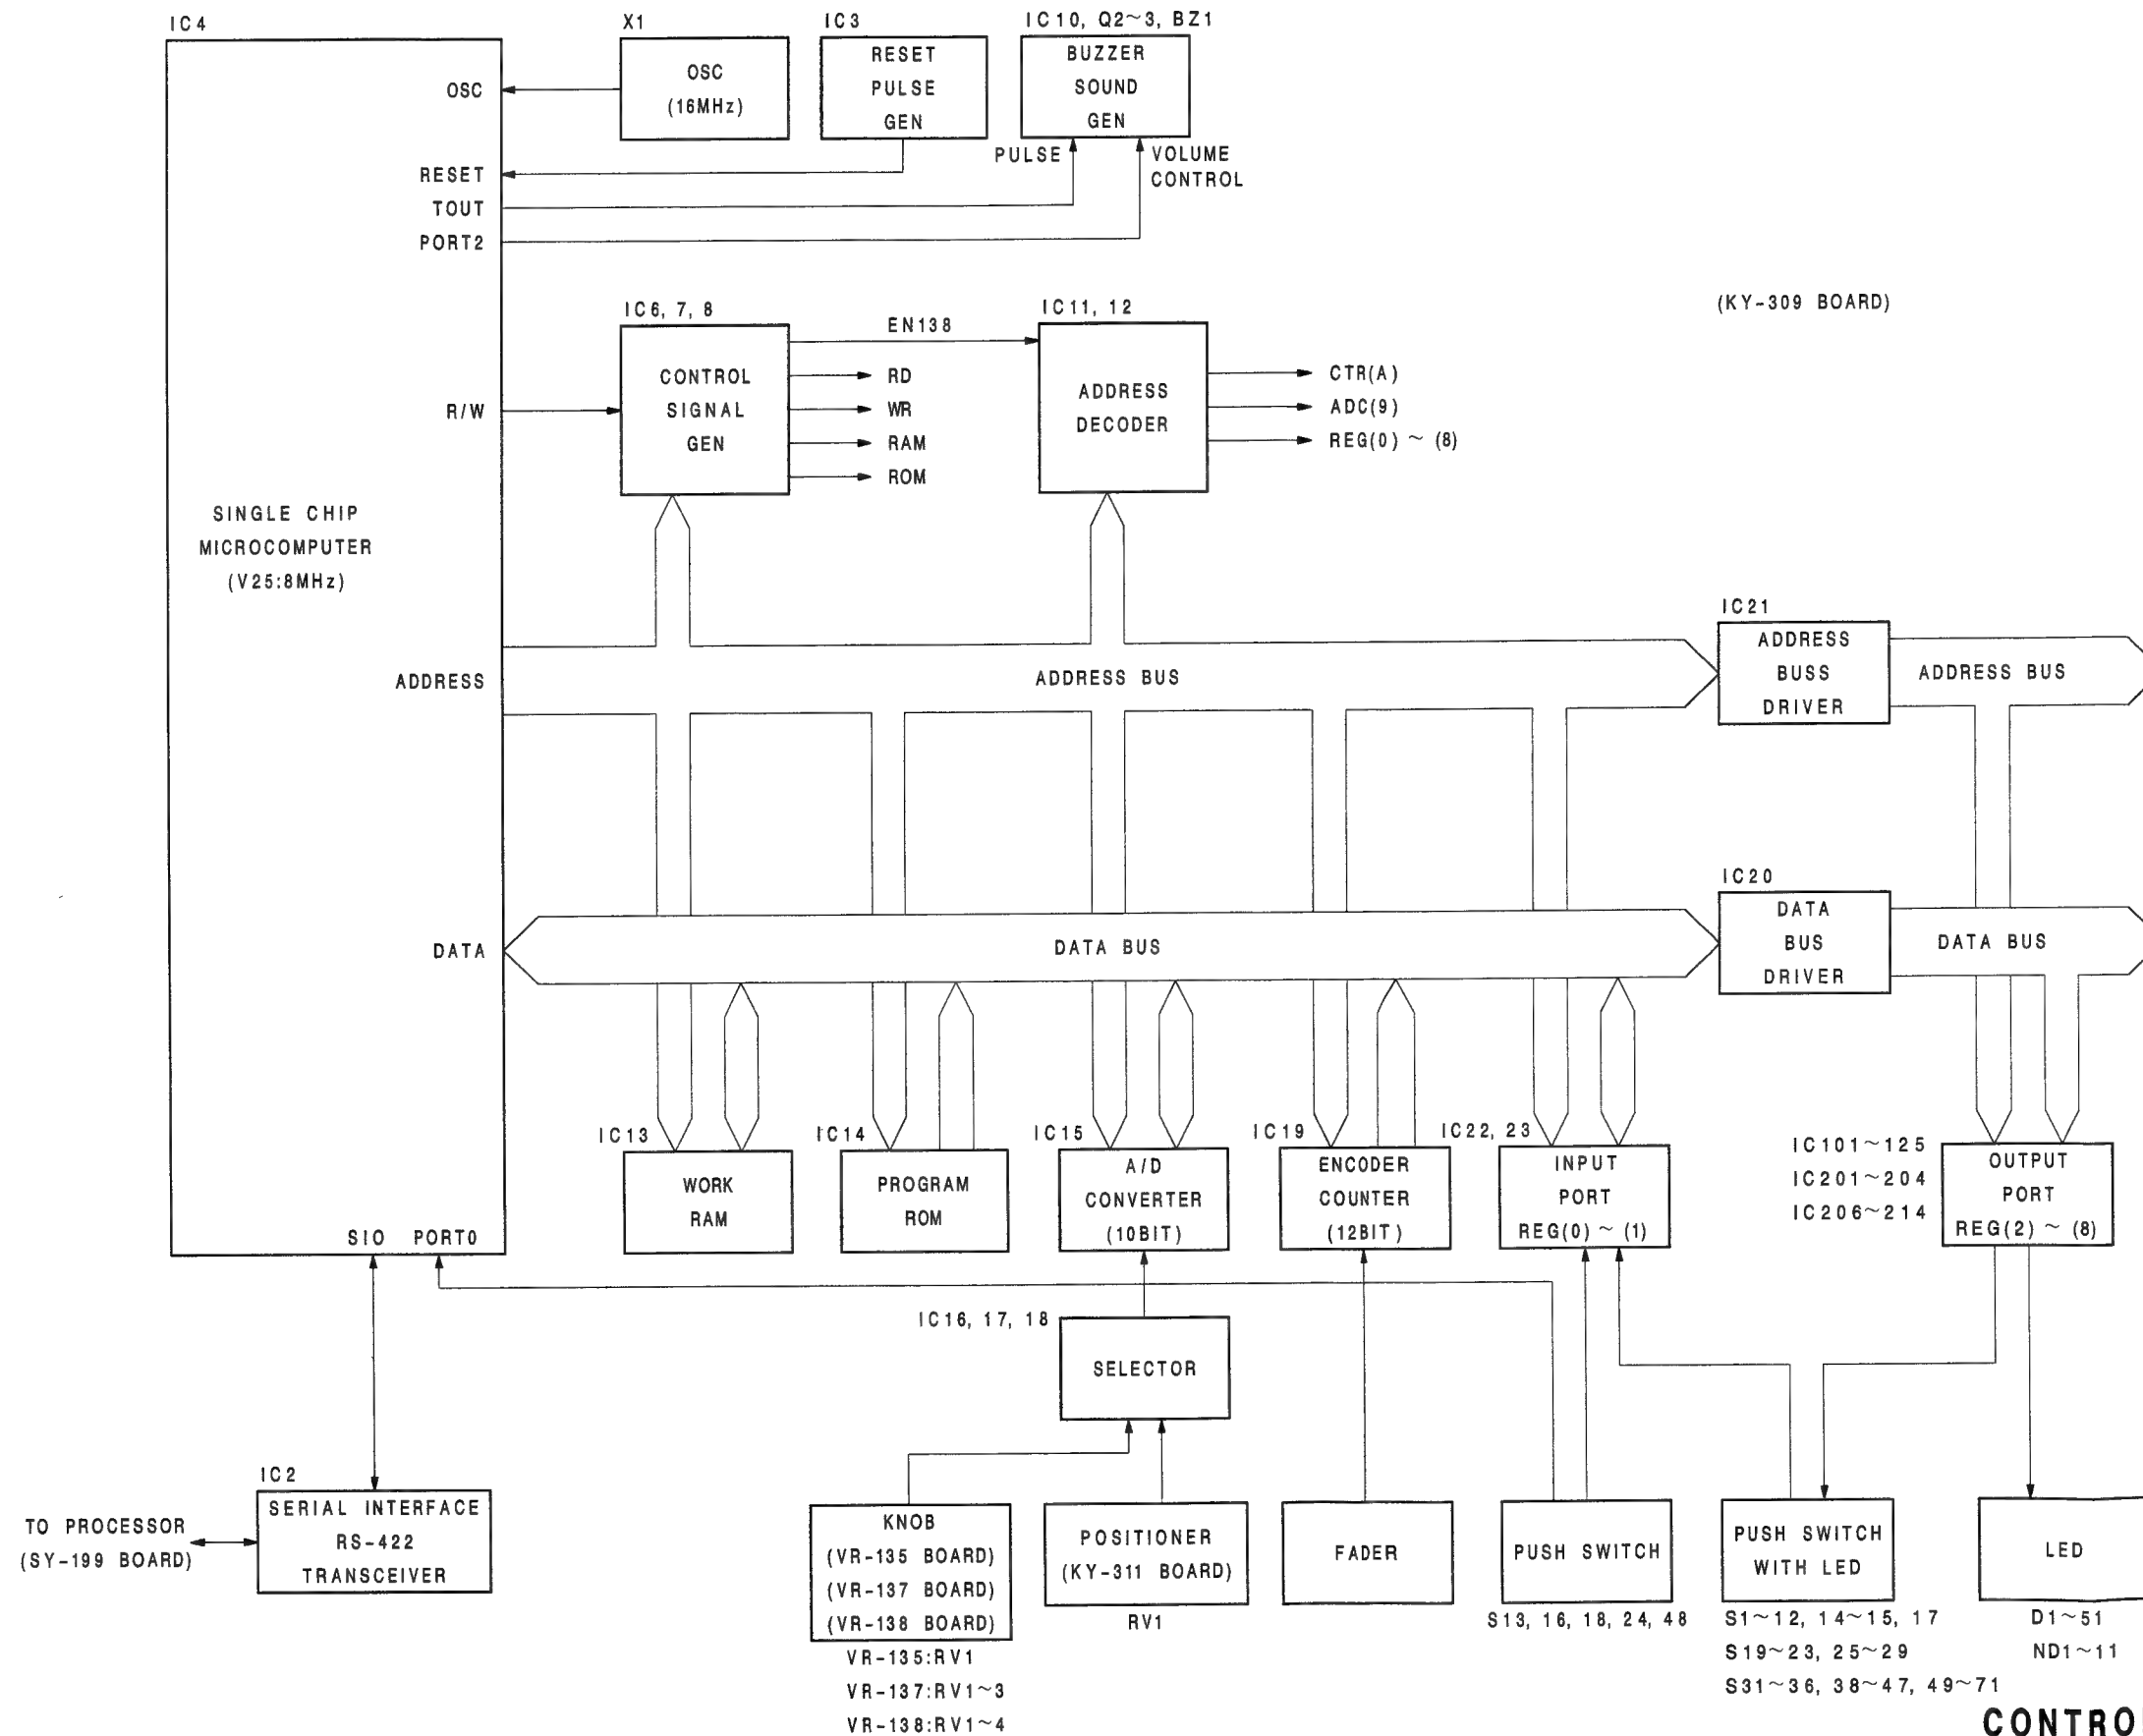 IC4
X1
IC3
IC10, Q2~3, BZ1
OSC
OSC
(16MHz)
RESET
PULSE
GEN
BUZZER
SOUND
GEN
PULSE
VOLUME
CONTROL
RESET
TOUT
PORT2
(KY-309 BOARD)
IC6, 7, 8
EN138
IC11, 12
R/W
CONTROL
SIGNAL
GEN
RD
WR
RAM
ROM
ADDRESS
DECODER
CTR(A)
ADC(9)
REG(0) ~ (8)
SINGLE CHIP
MICROCOMPUTER
(V25:8MHz)
IC21
ADDRESS
ADDRESS BUS
ADDRESS
BUSS
DRIVER
ADDRESS BUS
IC20
DATA
DATA BUS
DATA
BUS
DRIVER
DATA BUS
IC13
WORK
RAM
IC14
PROGRAM
ROM
IC15
A/D
CONVERTER
(10BIT)
IC19
ENCODER
COUNTER
(12BIT)
IC22, 23
INPUT
PORT
REG(0) ~ (1)
IC101~125
IC201~204
IC206~214
OUTPUT
PORT
REG(2) ~ (8)
SIO PORT0
IC16, 17, 18
SELECTOR
IC2
TO PROCESSOR
(SY-199 BOARD)
SERIAL INTERFACE
RS-422
TRANSCEIVER
KNOB
(VR-135 BOARD)
(VR-137 BOARD)
(VR-138 BOARD)
VR-135:RV1
VR-137:RV1~3
VR-138:RV1~4
POSITIONER
(KY-311 BOARD)
RV1
FADER
PUSH SWITCH
S13, 16, 18, 24, 48
PUSH SWITCH
WITH LED
S1~12, 14~15, 17
S19~23, 25~29
S31~36, 38~47, 49~71
LED
D1~51
ND1~11
CONTRO